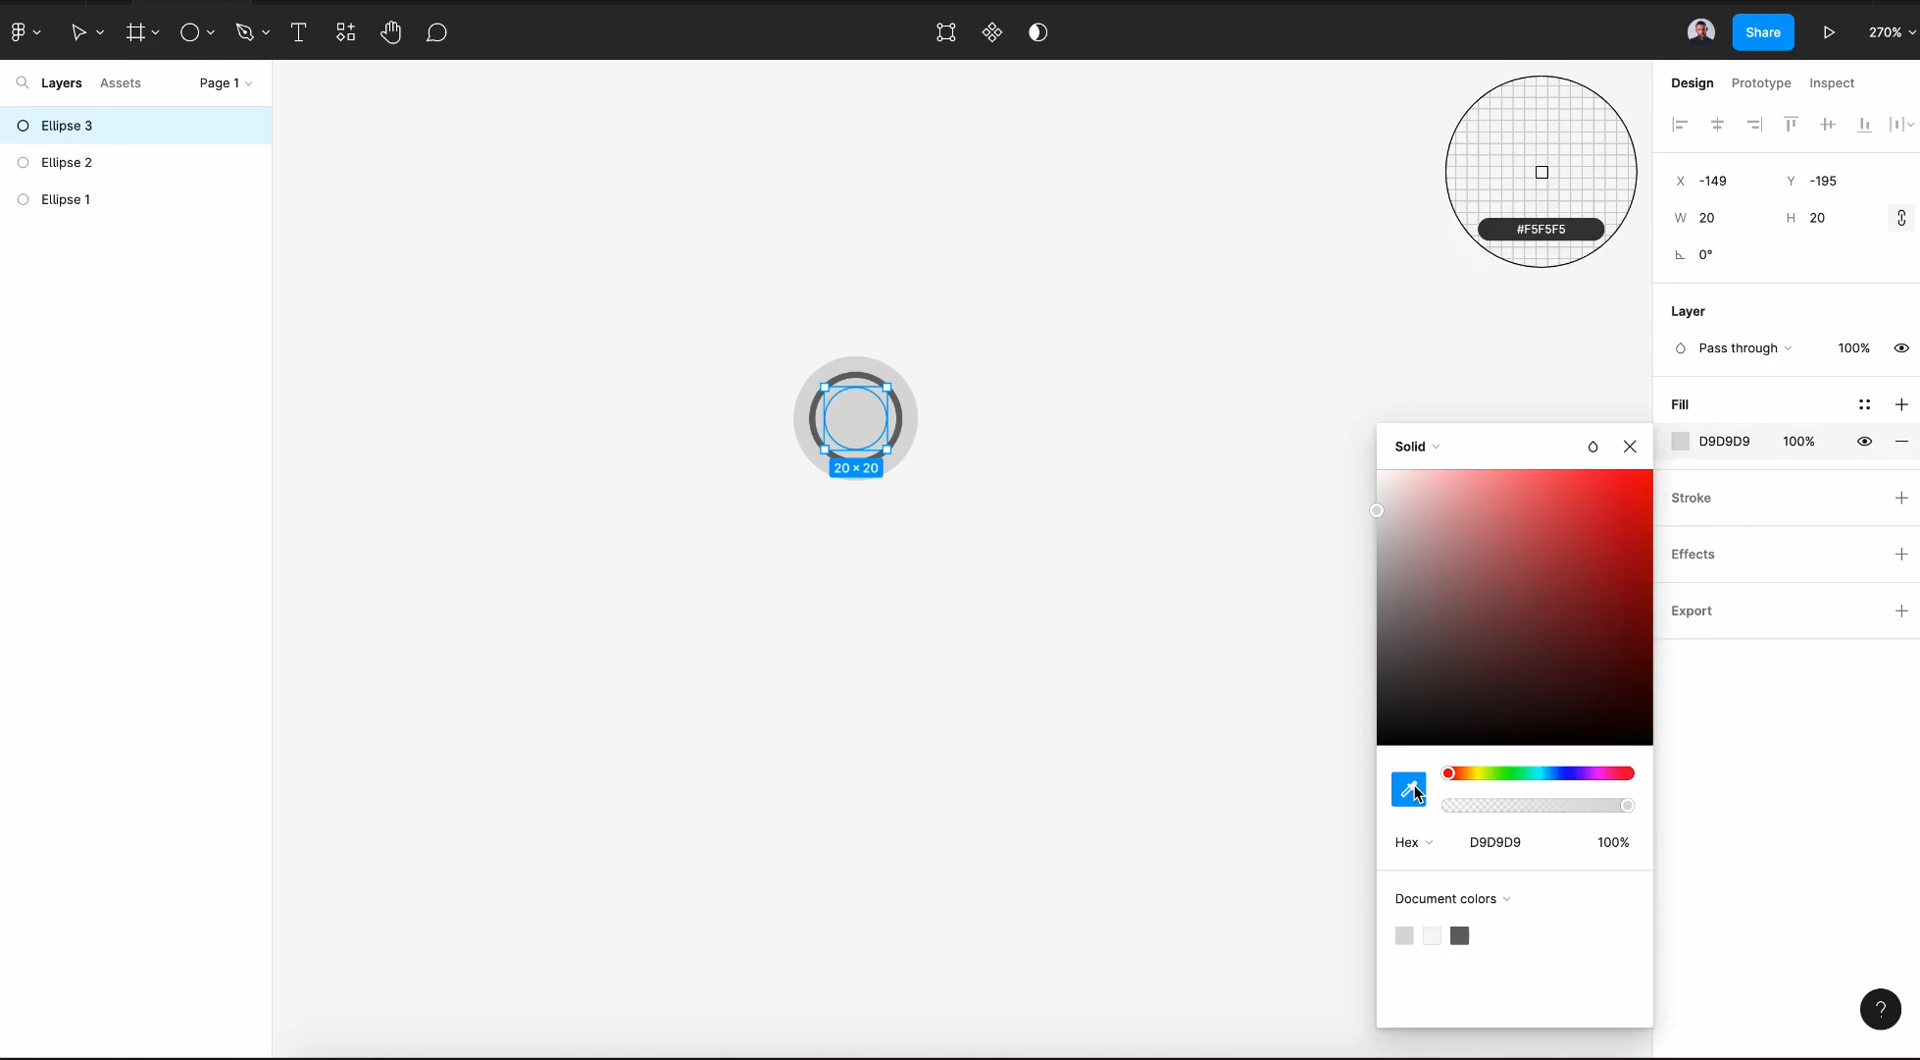 Share
270%
Layers
Assets
Page 1
Ellipse 3
Ellipse 2
Ellipse 1
#F5F5F5
20 × 20
Design
Prototype
Inspect
X -149
Y -195
W 20
H 20
0°
Layer
Pass through
100%
Fill
D9D9D9
100%
Stroke
Effects
Export
Solid
Hex
D9D9D9
100%
Document colors
?